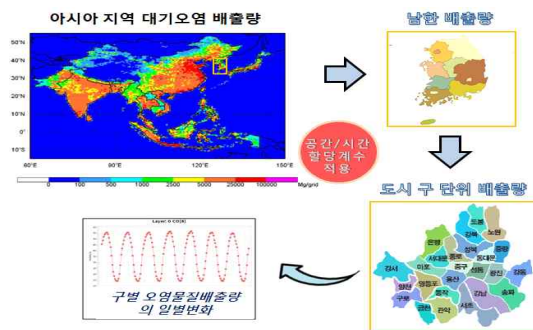 아시아 지역 대기오염 배출량
남한 배출량
50°N
40°N
30°N
20°N
10°N
0°
10°S
60°E
90°E
120°E
150°E
0 100 500 1000 2500 5000 25000 100000 Mg/grid
공간/시간
할당계수
적용
도시 구 단위 배출량
도봉
강북
노원
은평
성북
중랑
서대문
종로
동대문
강서
마포
중구
성동
광진
강동
양천
영등포
용산
구로
동작
강남
송파
금천
관악
서초
Layer 0 CO[8]
구별 오염물질배출량
의 일별변화